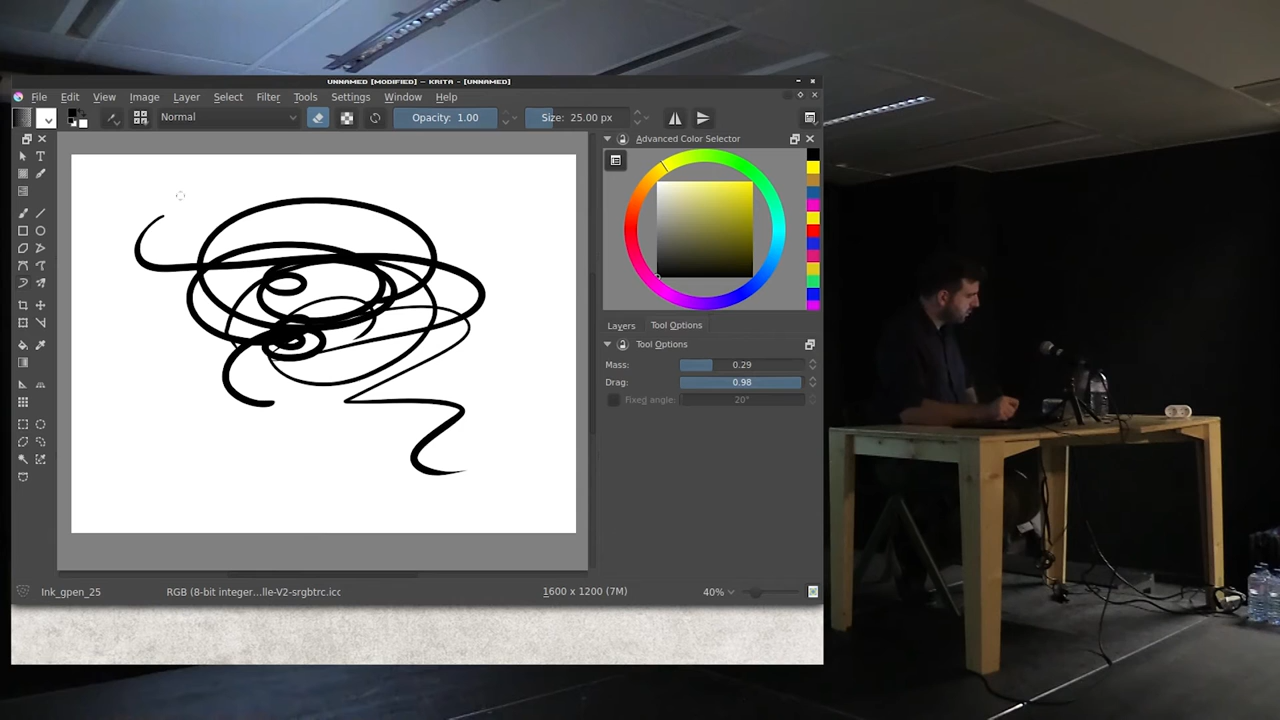 UNNAMED [MODIFIED] – KRITA - [UNNAMED]
File Edit View Image Layer Select Filter Tools Settings Window Help
Normal Opacity: 1.00 Size: 25.00 px
Advanced Color Selector
Layers Tool Options
Tool Options
Mass: 0.29
Drag: 0.98
Fixed angle: 20°
Ink_gpen_25 RGB (8-bit integer...lle-V2-srgbtrc.icc 1600 x 1200 (7M) 40%